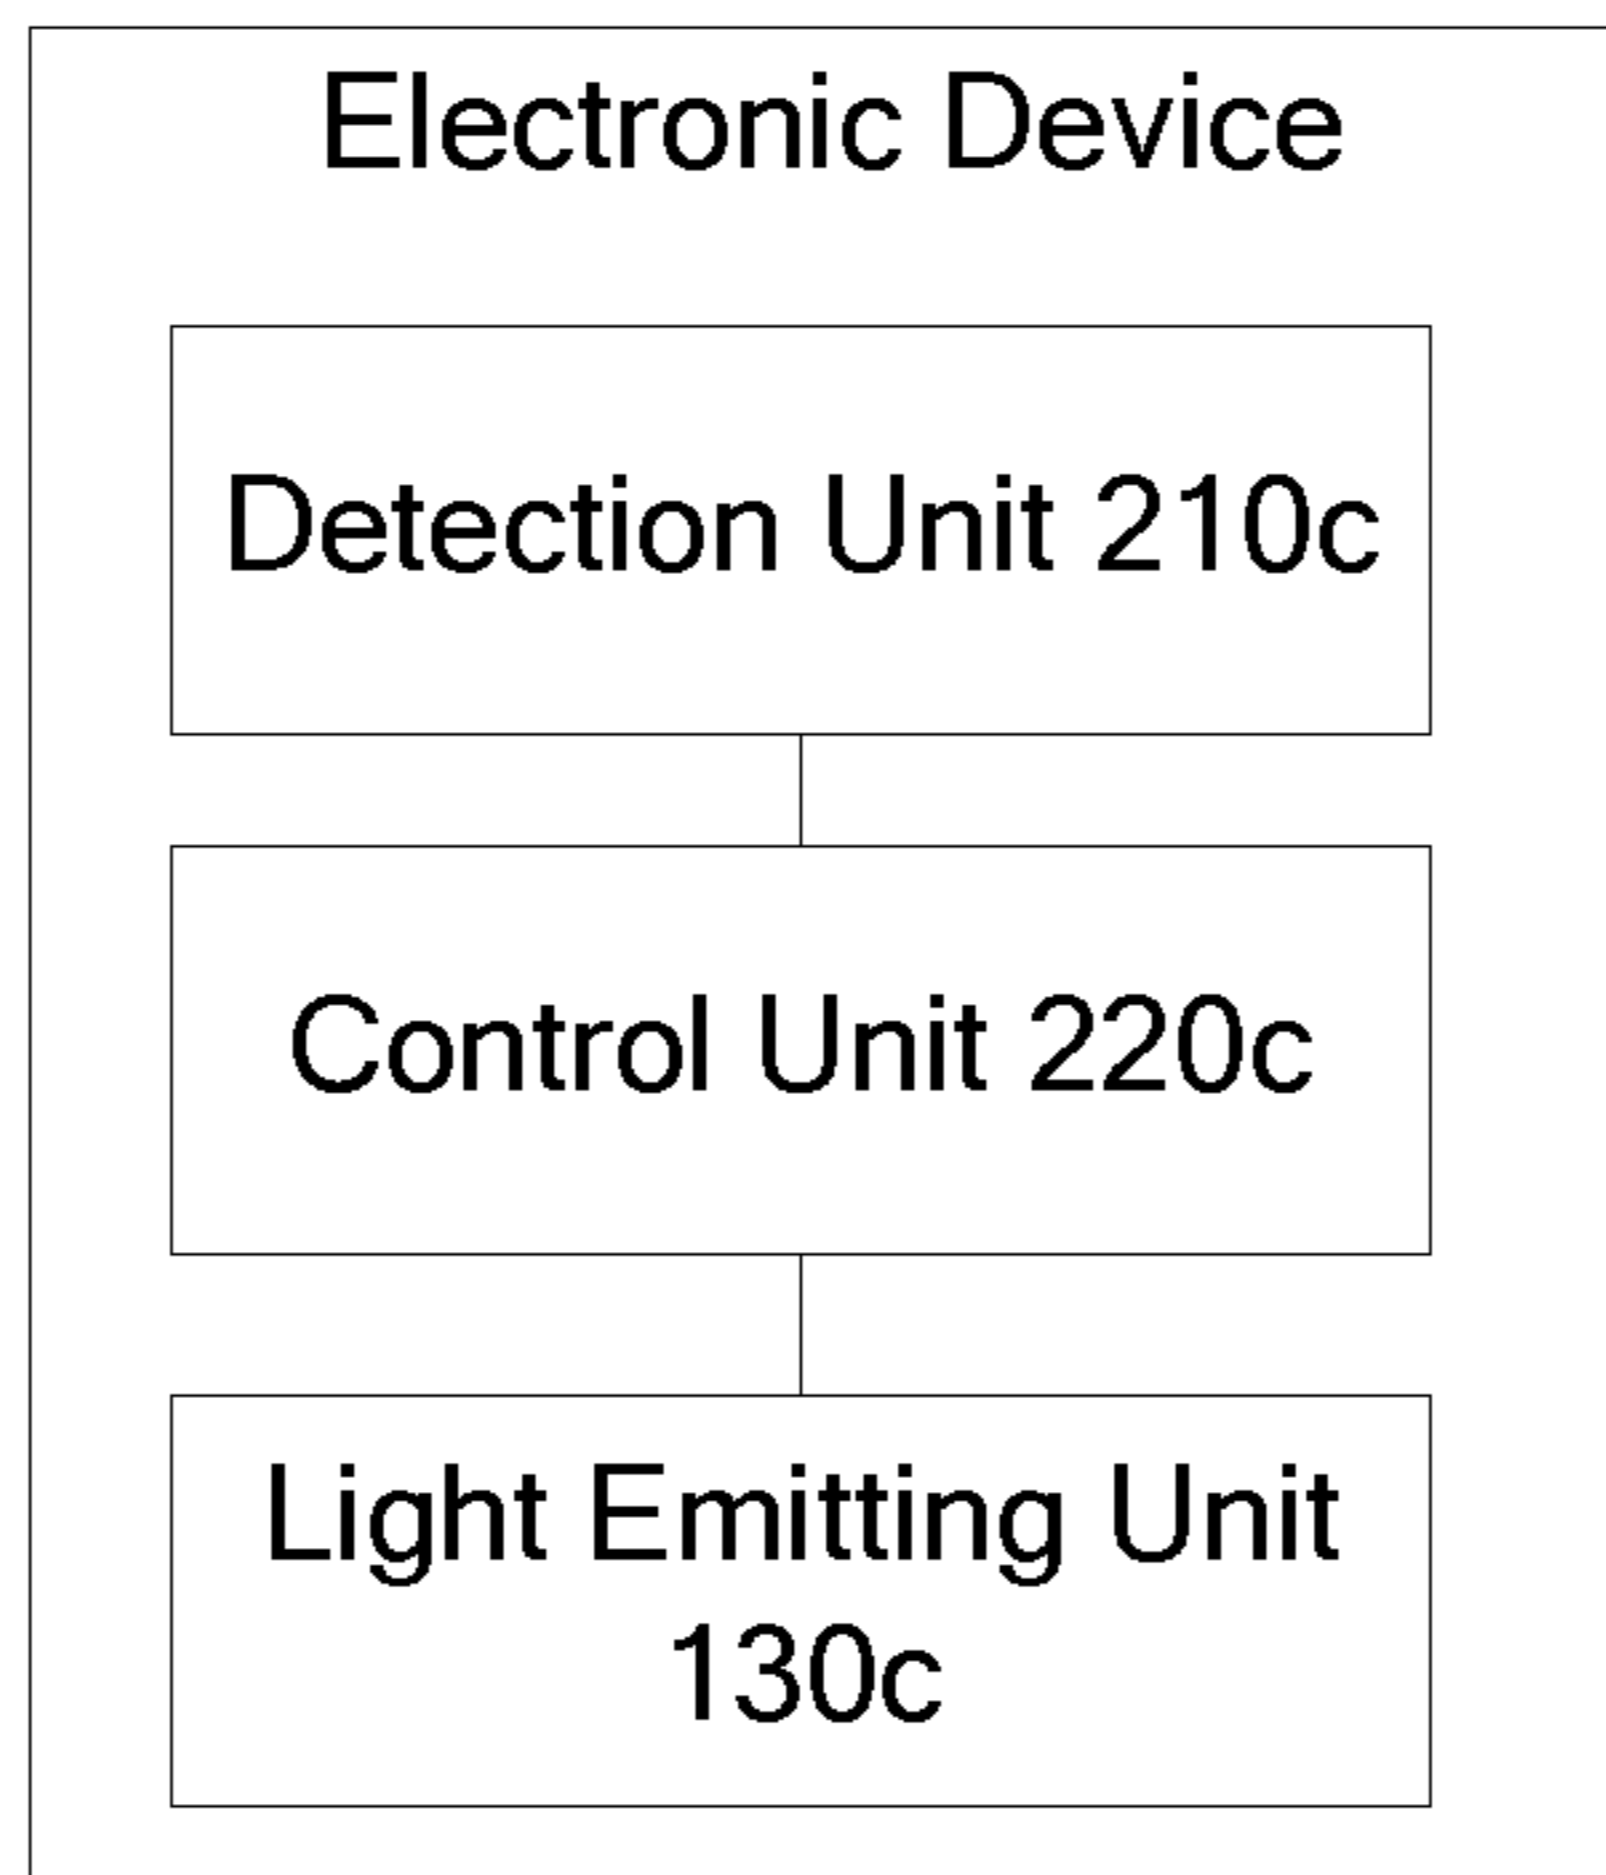 Electronic Device
Detection Unit 210c
Control Unit 220c
Light Emitting Unit
130c